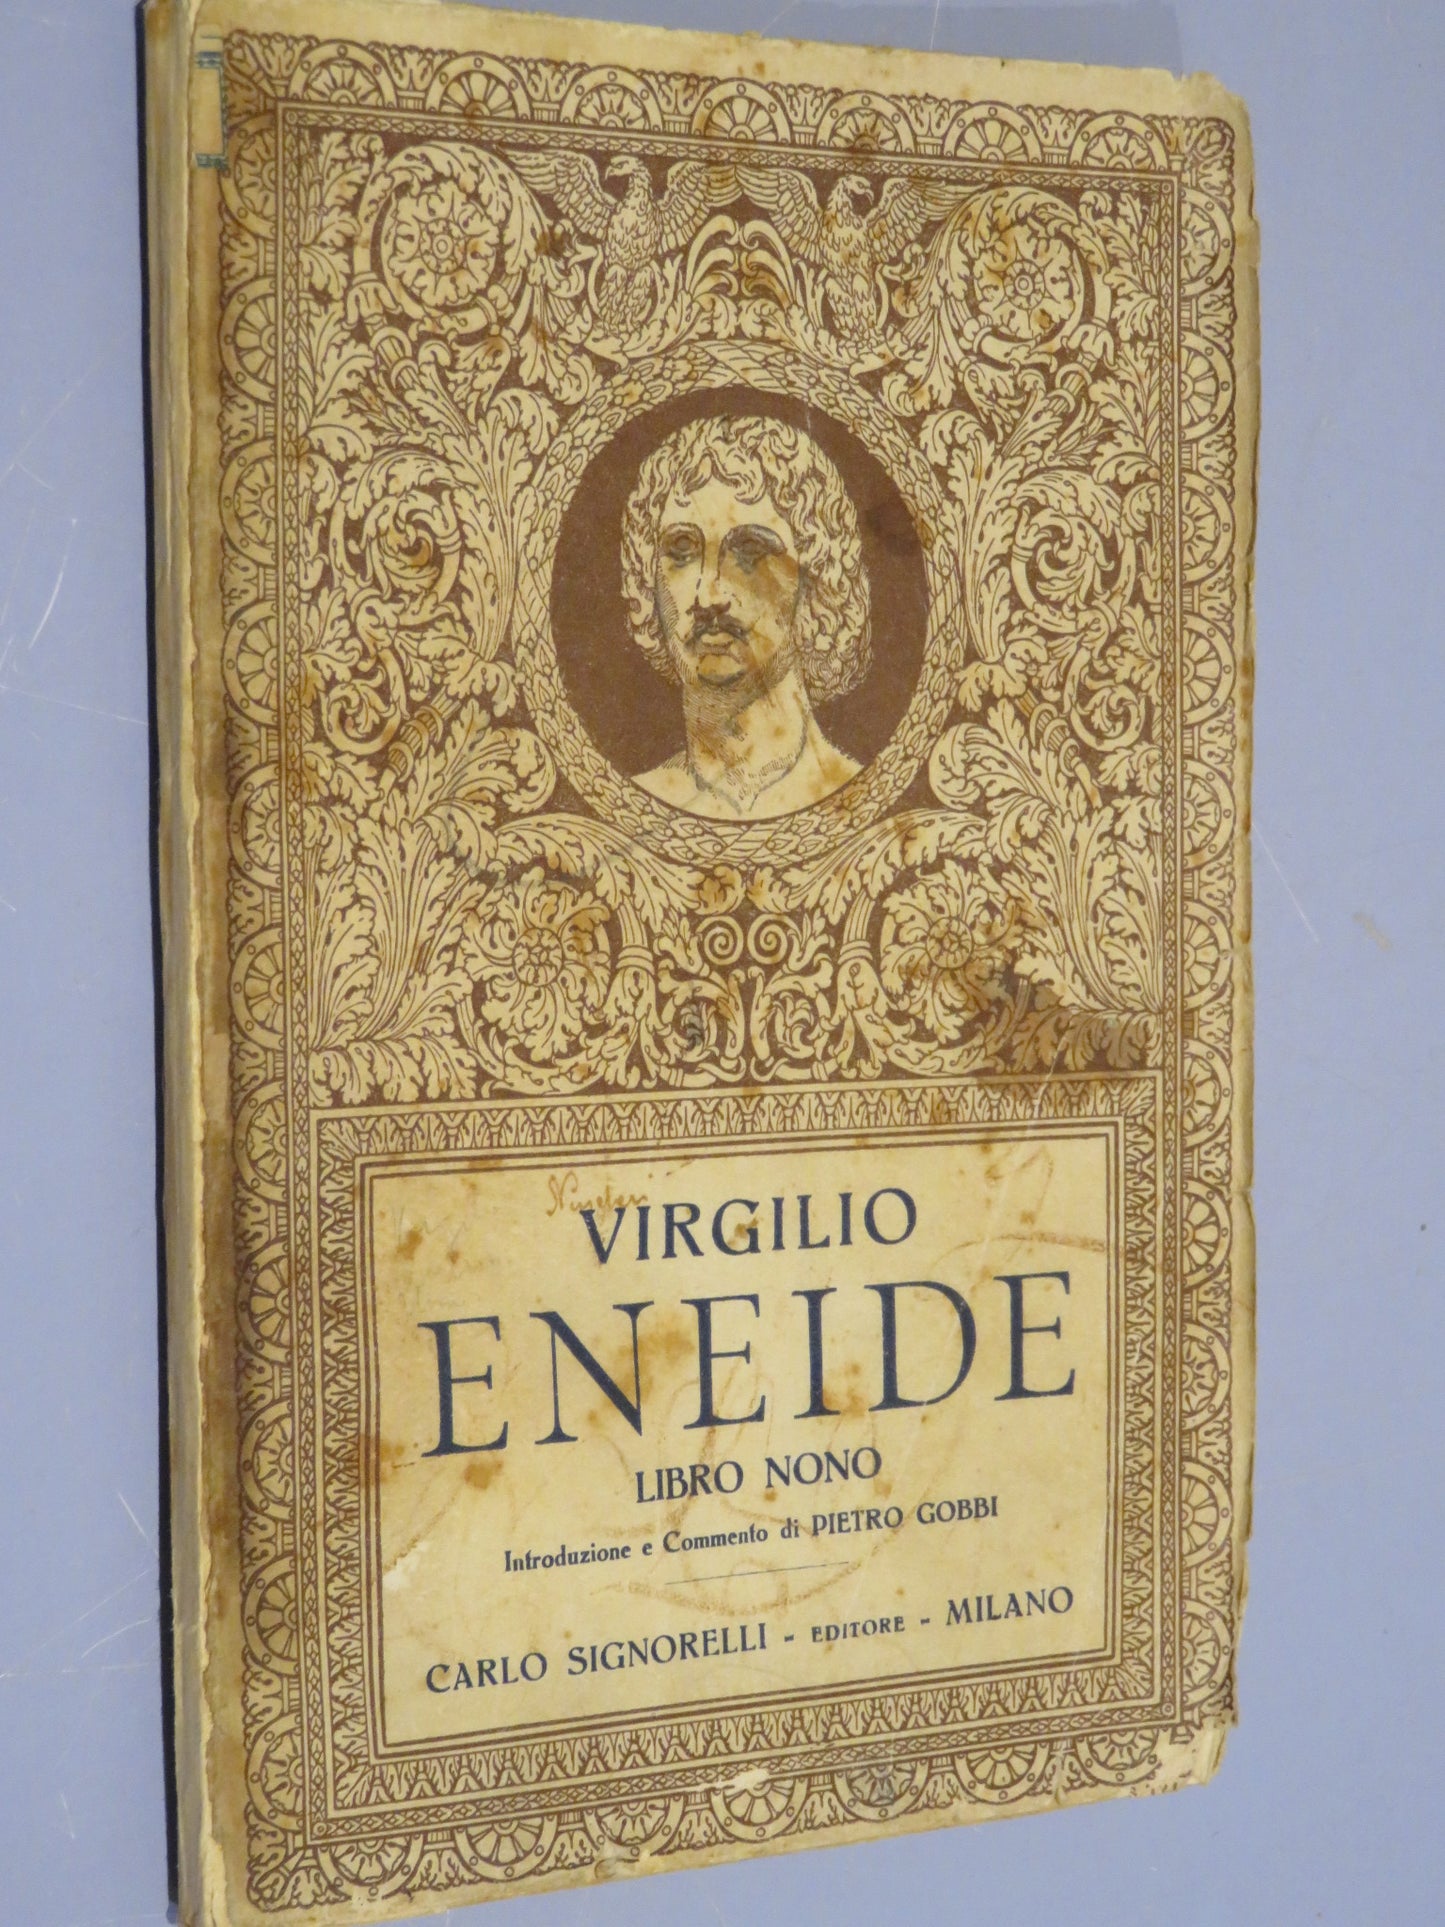 VIRGILIO
ENEIDE
LIBRO NONO
Introduzione e Commento di PIETRO GOBBI
CARLO SIGNORELLI - EDITORE - MILANO